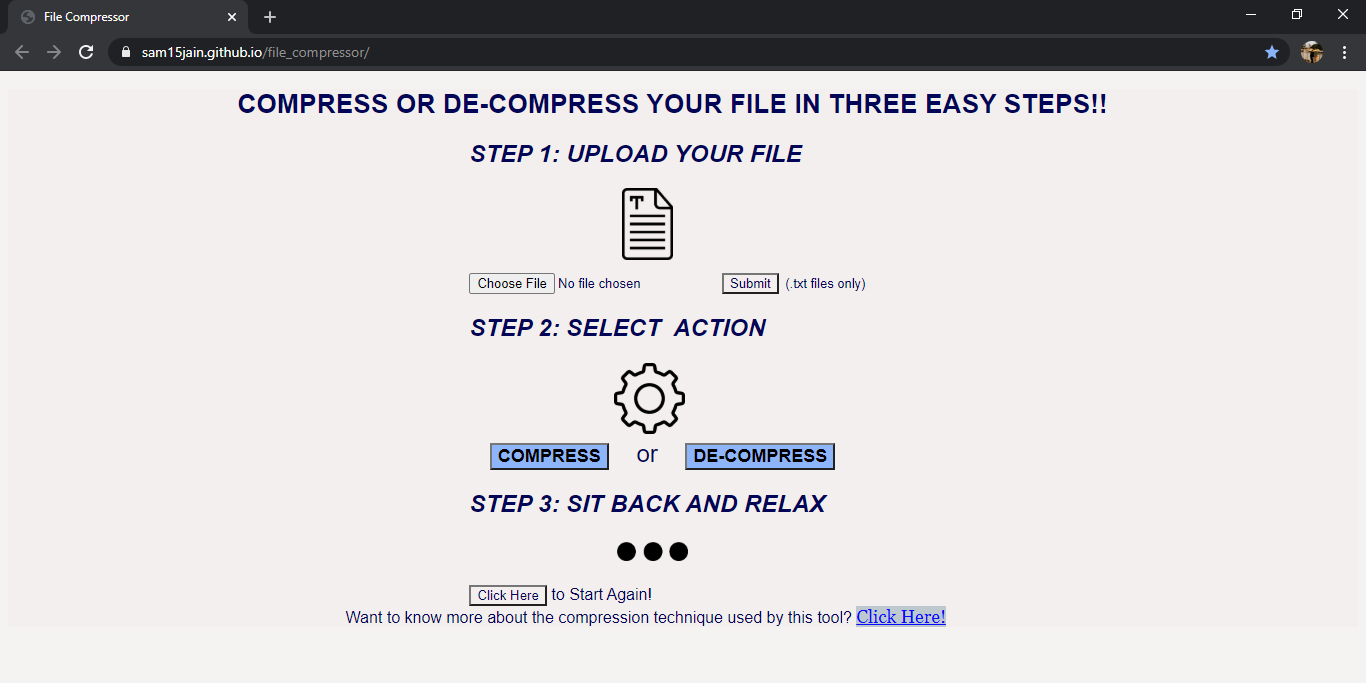 File Compressor
sam15jain.github.io/file_compressor/
COMPRESS OR DE-COMPRESS YOUR FILE IN THREE EASY STEPS!!
STEP 1: UPLOAD YOUR FILE
T
Choose File No file chosen Submit (.txt files only)
STEP 2: SELECT ACTION
COMPRESS or DE-COMPRESS
STEP 3: SIT BACK AND RELAX
Click Here to Start Again!
Want to know more about the compression technique used by this tool? Click Here!